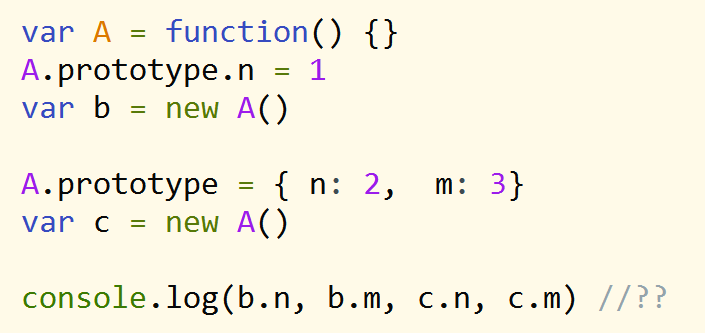 var A = function() {}
A.prototype.n = 1
var b = new A()
A.prototype = { n: 2,  m: 3}
var c = new A()
console.log(b.n, b.m, c.n, c.m) //??